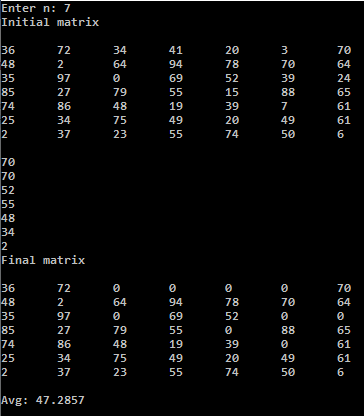 Enter n: 7
Initial matrix
36 72 34 41 20 3 70
48 2 64 94 78 70 64
35 97 0 69 52 39 24
85 27 79 55 15 88 65
74 86 48 19 39 7 61
25 34 75 49 20 49 61
2 37 23 55 74 50 6
70
70
52
55
48
34
2
Final matrix
36 72 0 0 0 0 70
48 2 64 94 78 70 64
35 97 0 69 52 0 0
85 27 79 55 0 88 65
74 86 48 19 39 0 61
25 34 75 49 20 49 61
2 37 23 55 74 50 6
Avg: 47.2857